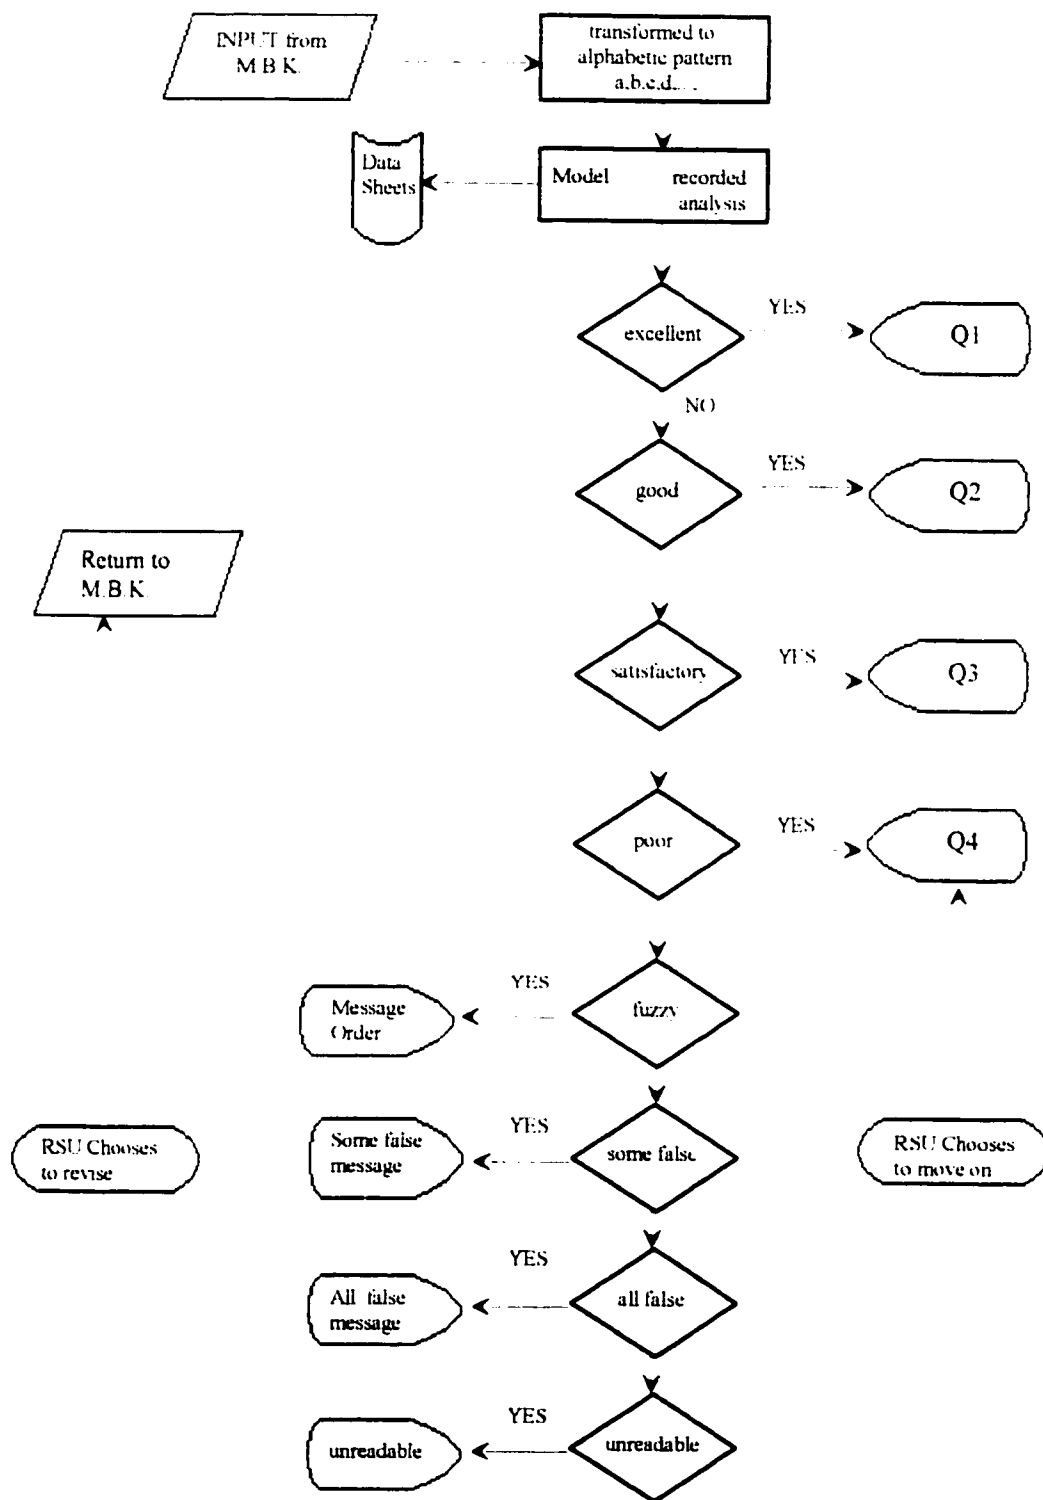 INPUT from
M.B.K.
transformed to
alphabetic pattern
a.b.c.d....
Data
Sheets
Model recorded
analysis
excellent
YES
Q1
NO
good
YES
Q2
Return to
M.B.K.
satisfactory
YES
Q3
poor
YES
Q4
fuzzy
YES
Message
Order
RSU Chooses
to revise
Some false
message
YES
some false
RSU Chooses
to move on
YES
All false
message
all false
YES
unreadable
unreadable